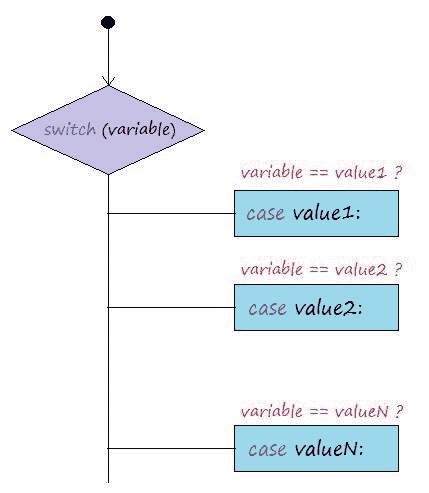 switch (variable)
variable == value1 ?
case value1:
variable == value2 ?
case value2:
variable == valueN ?
case valueN: